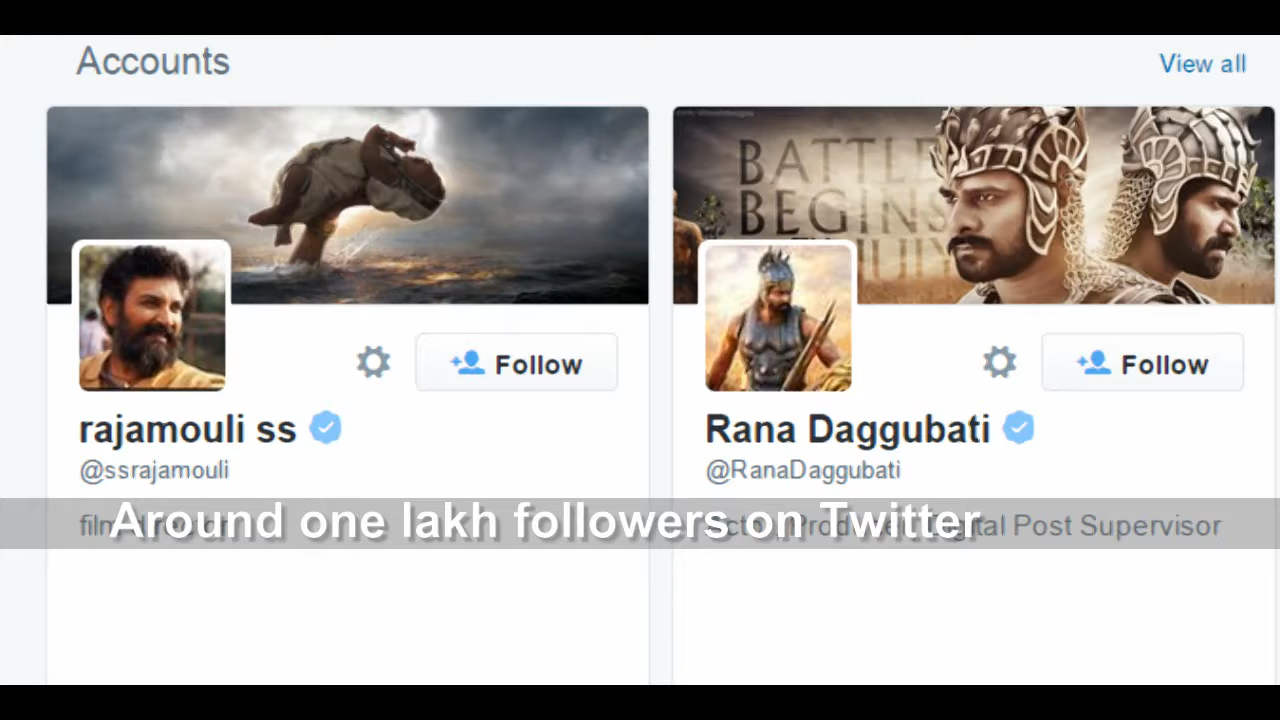 Accounts
View all
BATTLE
BEGINS
JULY
Follow
Follow
rajamouli ss
Rana Daggubati
@ssrajamouli
@RanaDaggubati
Around one lakh followers on Twitter
Post Supervisor